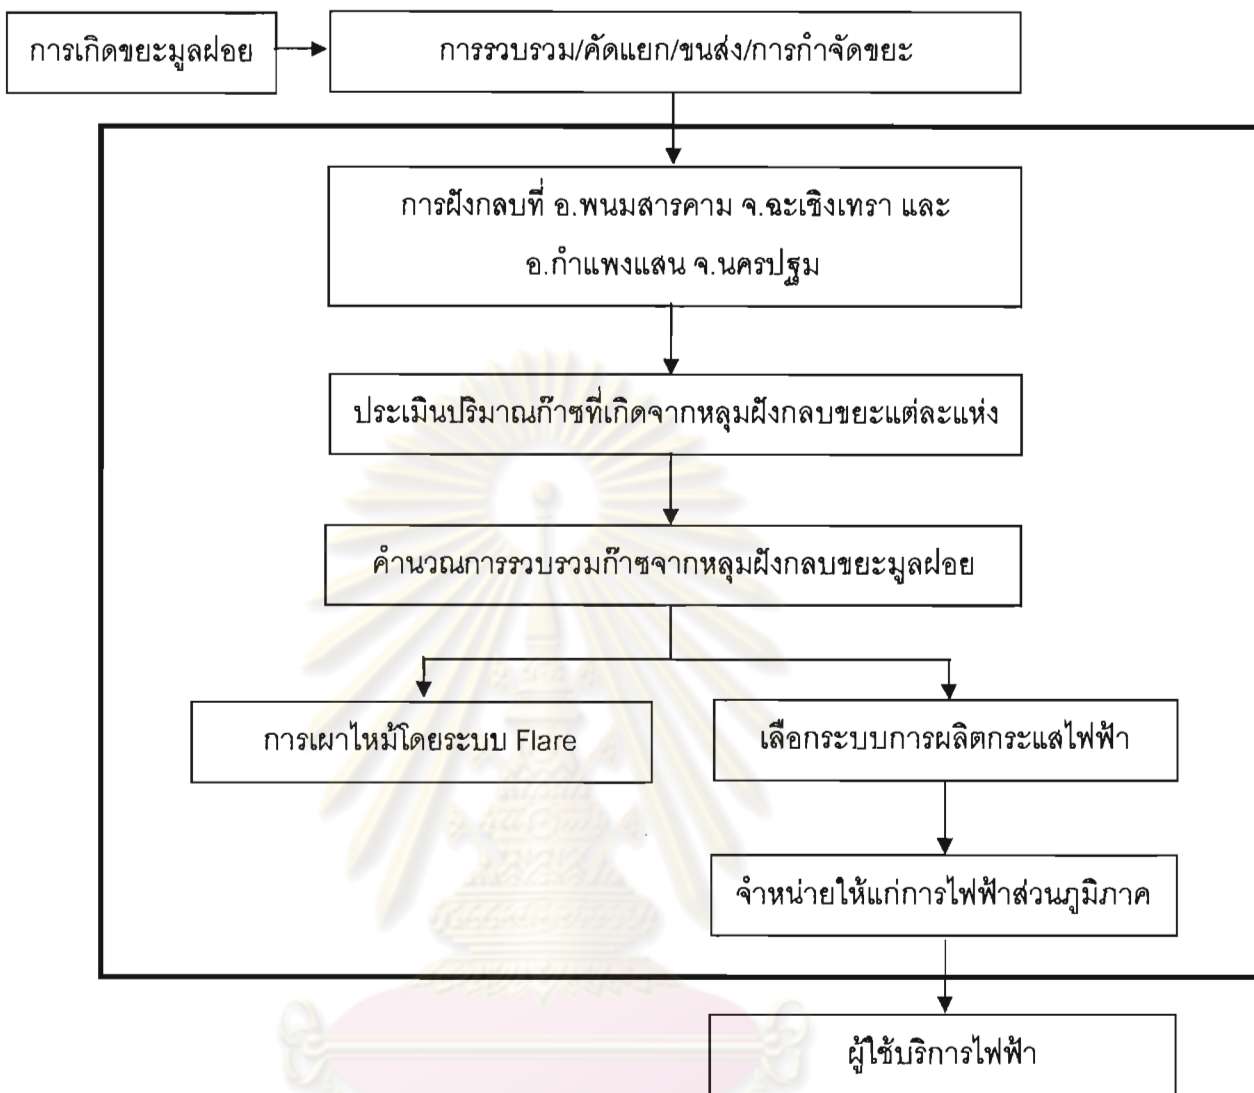 การเกิดขยะมูลฝอย
การรวบรวม/คัดแยก/ขนส่ง/การกำจัดขยะ
การฝังกลบที่ อ.พนมสารคาม จ.ฉะเชิงเทรา และ
อ.กำแพงแสน จ.นครปฐม
ประเมินปริมาณก๊าซที่เกิดจากหลุมฝังกลบขยะแต่ละแห่ง
คำนวณการรวบรวมก๊าซจากหลุมฝังกลบขยะมูลฝอย
การเผาไหม้โดยระบบ Flare
เลือกระบบการผลิตกระแสไฟฟ้า
จำหน่ายให้แก่การไฟฟ้าส่วนภูมิภาค
ผู้ใช้บริการไฟฟ้า